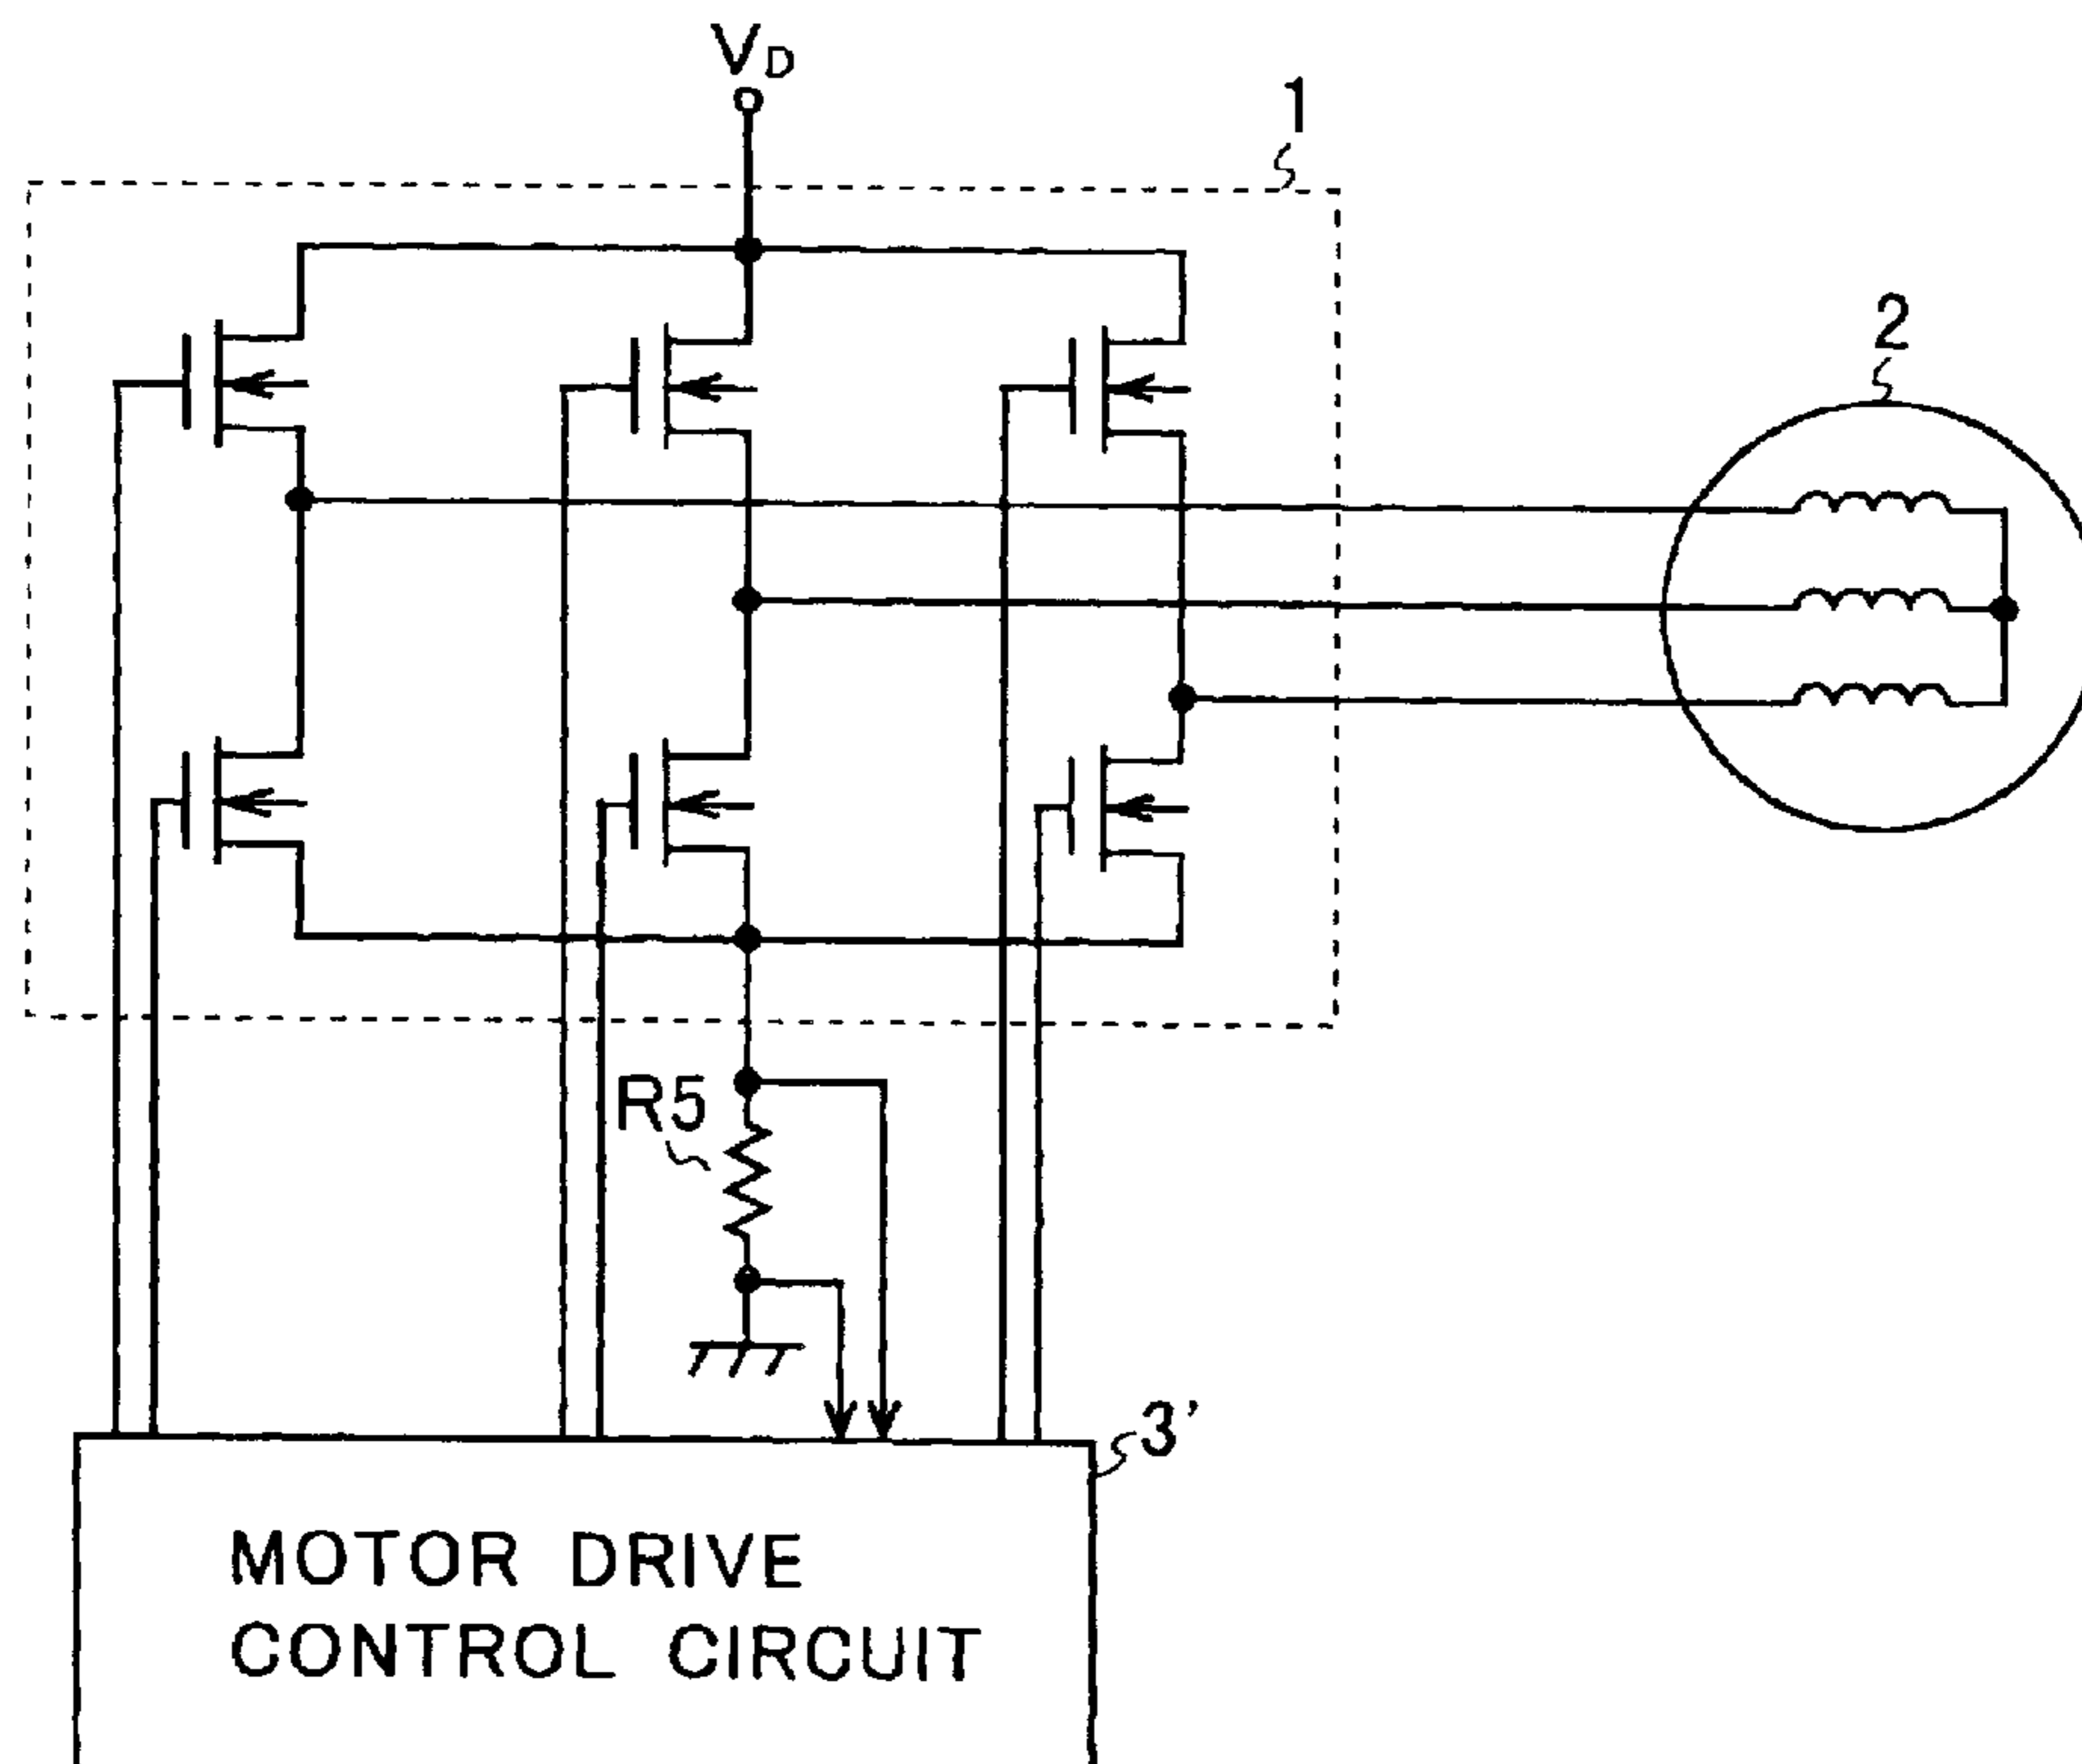 VD
1
2
R5
3'
MOTOR DRIVE
CONTROL CIRCUIT